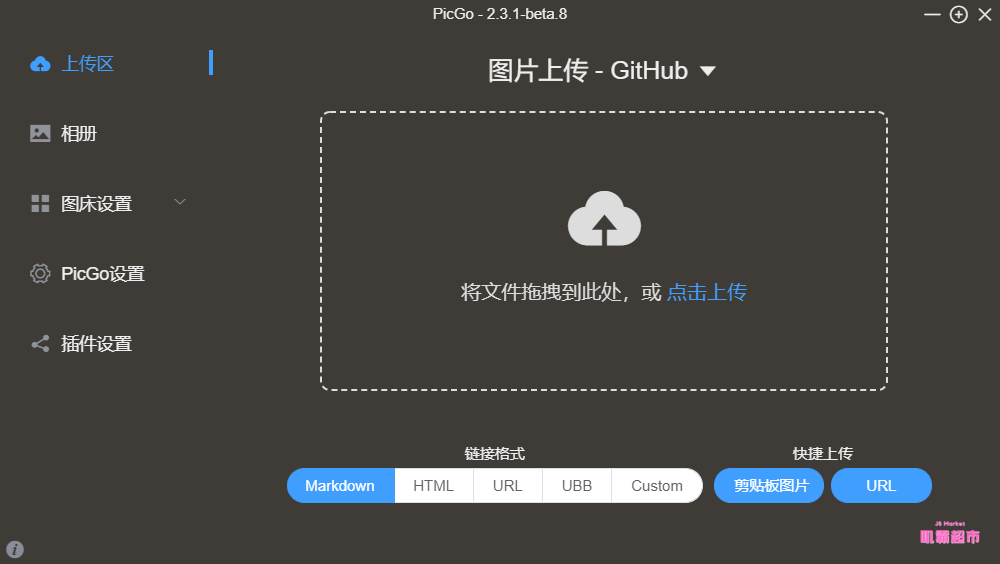 PicGo - 2.3.1-beta.8
上传区
相册
图床设置
PicGo设置
插件设置
图片上传 - GitHub
将文件拖拽到此处，或 点击上传
链接格式
快捷上传
Markdown HTML URL UBB Custom 剪贴板图片 URL
JB Market
叽霸超市